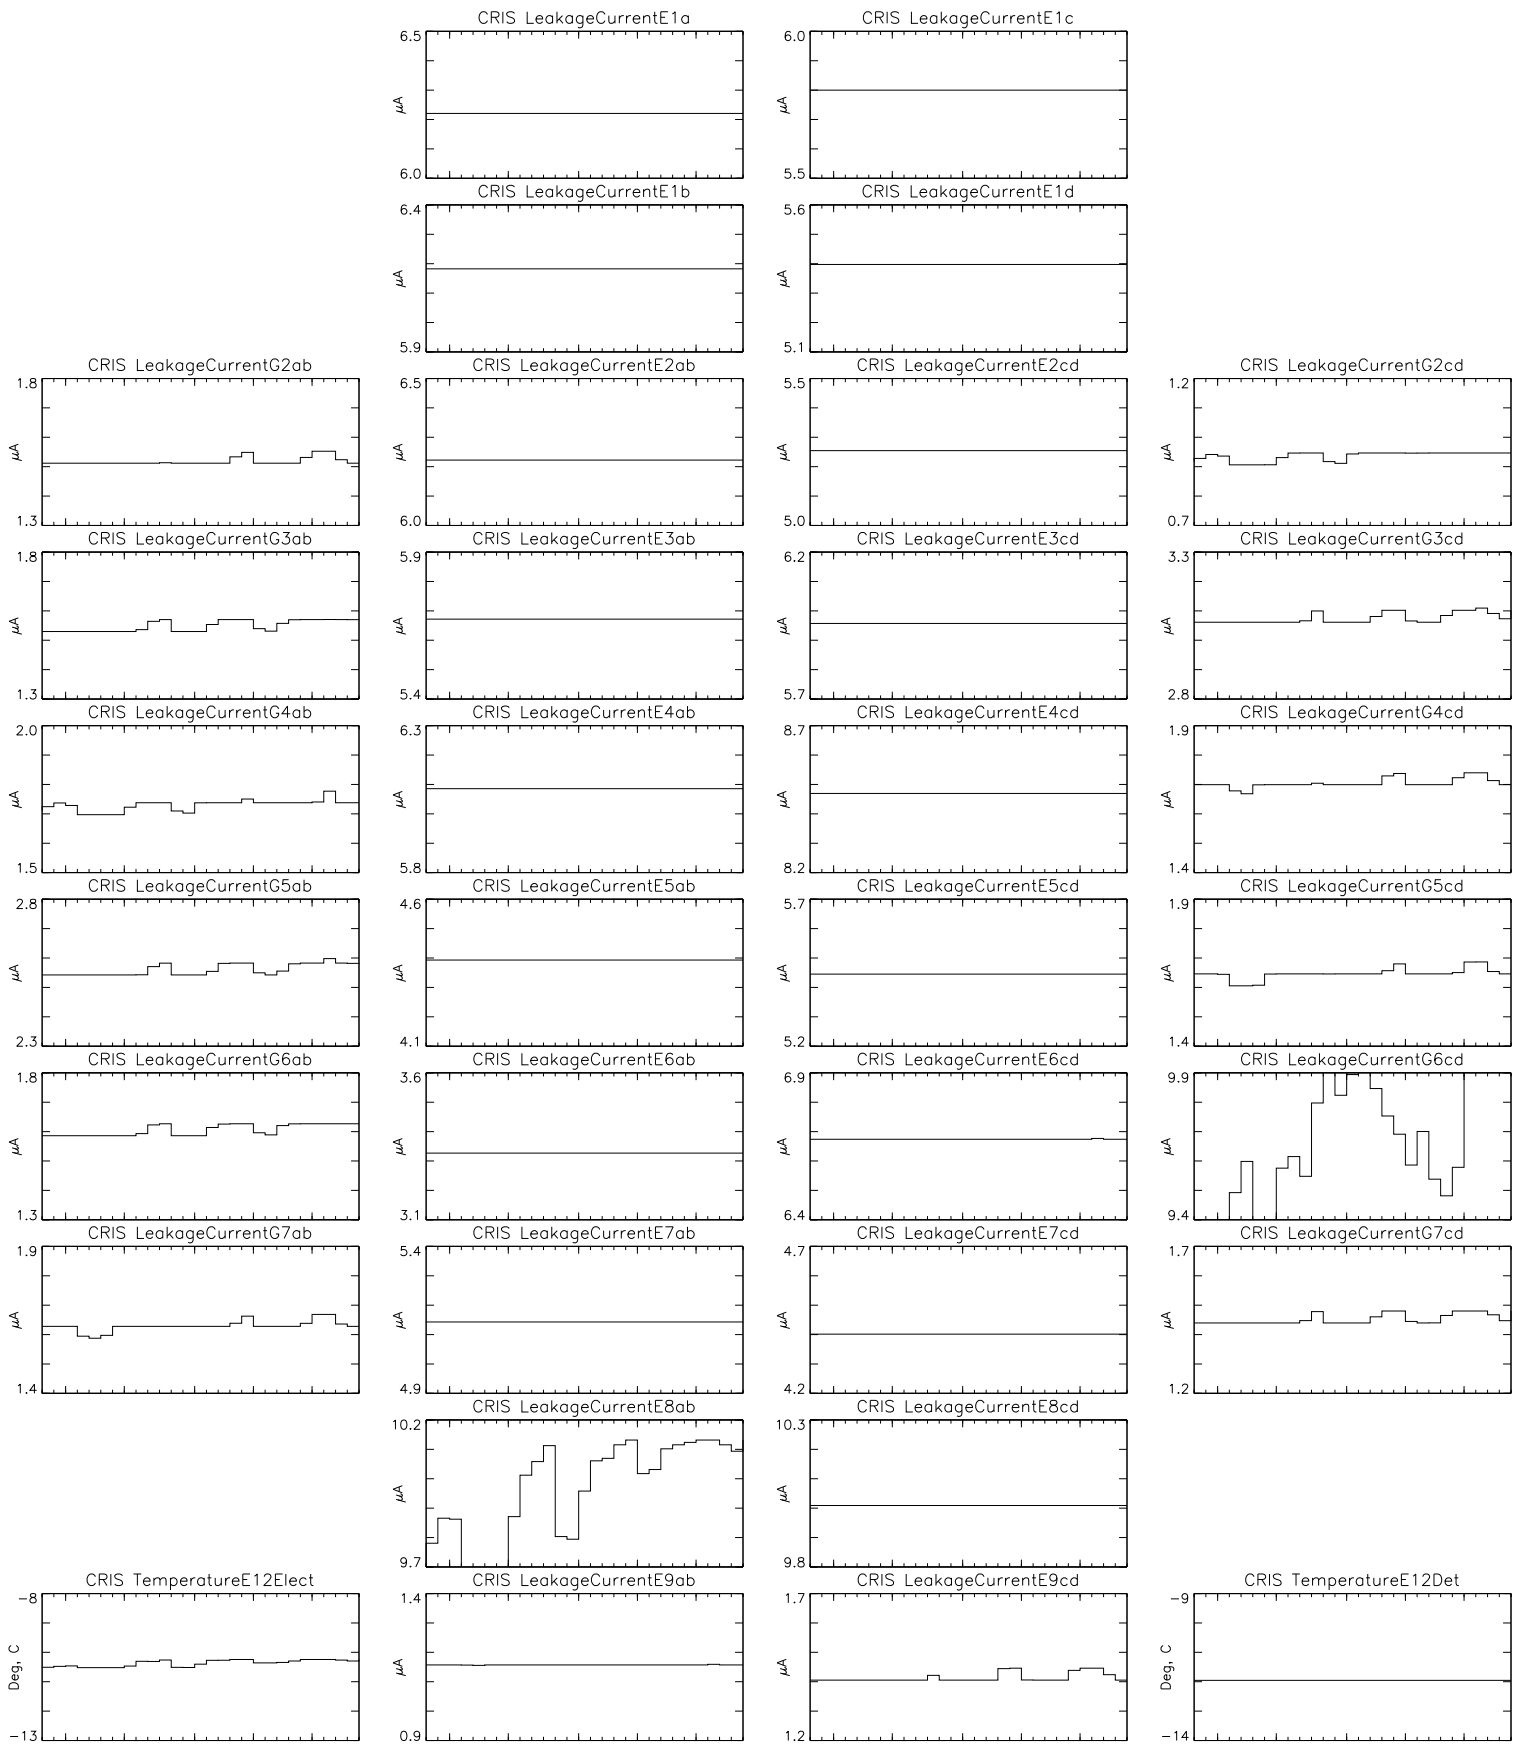 CRIS LeakageCurrentE1a CRIS LeakageCurrentE1c
6.5 6.0
μA μA
6.0 5.5
CRIS LeakageCurrentE1b CRIS LeakageCurrentE1d
6.4 5.6
μA μA
5.9 5.1
CRIS LeakageCurrentG2ab CRIS LeakageCurrentE2ab CRIS LeakageCurrentE2cd CRIS LeakageCurrentG2cd
1.8 6.5 5.5 1.2
μA μA μA μA
1.3 6.0 5.0 0.7
CRIS LeakageCurrentG3ab CRIS LeakageCurrentE3ab CRIS LeakageCurrentE3cd CRIS LeakageCurrentG3cd
1.8 5.9 6.2 3.3
μA μA μA μA
1.3 5.4 5.7 2.8
CRIS LeakageCurrentG4ab CRIS LeakageCurrentE4ab CRIS LeakageCurrentE4cd CRIS LeakageCurrentG4cd
2.0 6.3 8.7 1.9
μA μA μA μA
1.5 5.8 8.2 1.4
CRIS LeakageCurrentG5ab CRIS LeakageCurrentE5ab CRIS LeakageCurrentE5cd CRIS LeakageCurrentG5cd
2.8 4.6 5.7 1.9
μA μA μA μA
2.3 4.1 5.2 1.4
CRIS LeakageCurrentG6ab CRIS LeakageCurrentE6ab CRIS LeakageCurrentE6cd CRIS LeakageCurrentG6cd
1.8 3.6 6.9 9.9
μA μA μA μA
1.3 3.1 6.4 9.4
CRIS LeakageCurrentG7ab CRIS LeakageCurrentE7ab CRIS LeakageCurrentE7cd CRIS LeakageCurrentG7cd
1.9 5.4 4.7 1.7
μA μA μA μA
1.4 4.9 4.2 1.2
CRIS LeakageCurrentE8ab CRIS LeakageCurrentE8cd
10.2 10.3
μA μA
9.7 9.8
CRIS TemperatureE12Elect CRIS LeakageCurrentE9ab CRIS LeakageCurrentE9cd CRIS TemperatureE12Det
-8 1.4 1.7 -9
Deg, C μA μA Deg, C
-13 0.9 1.2 -14